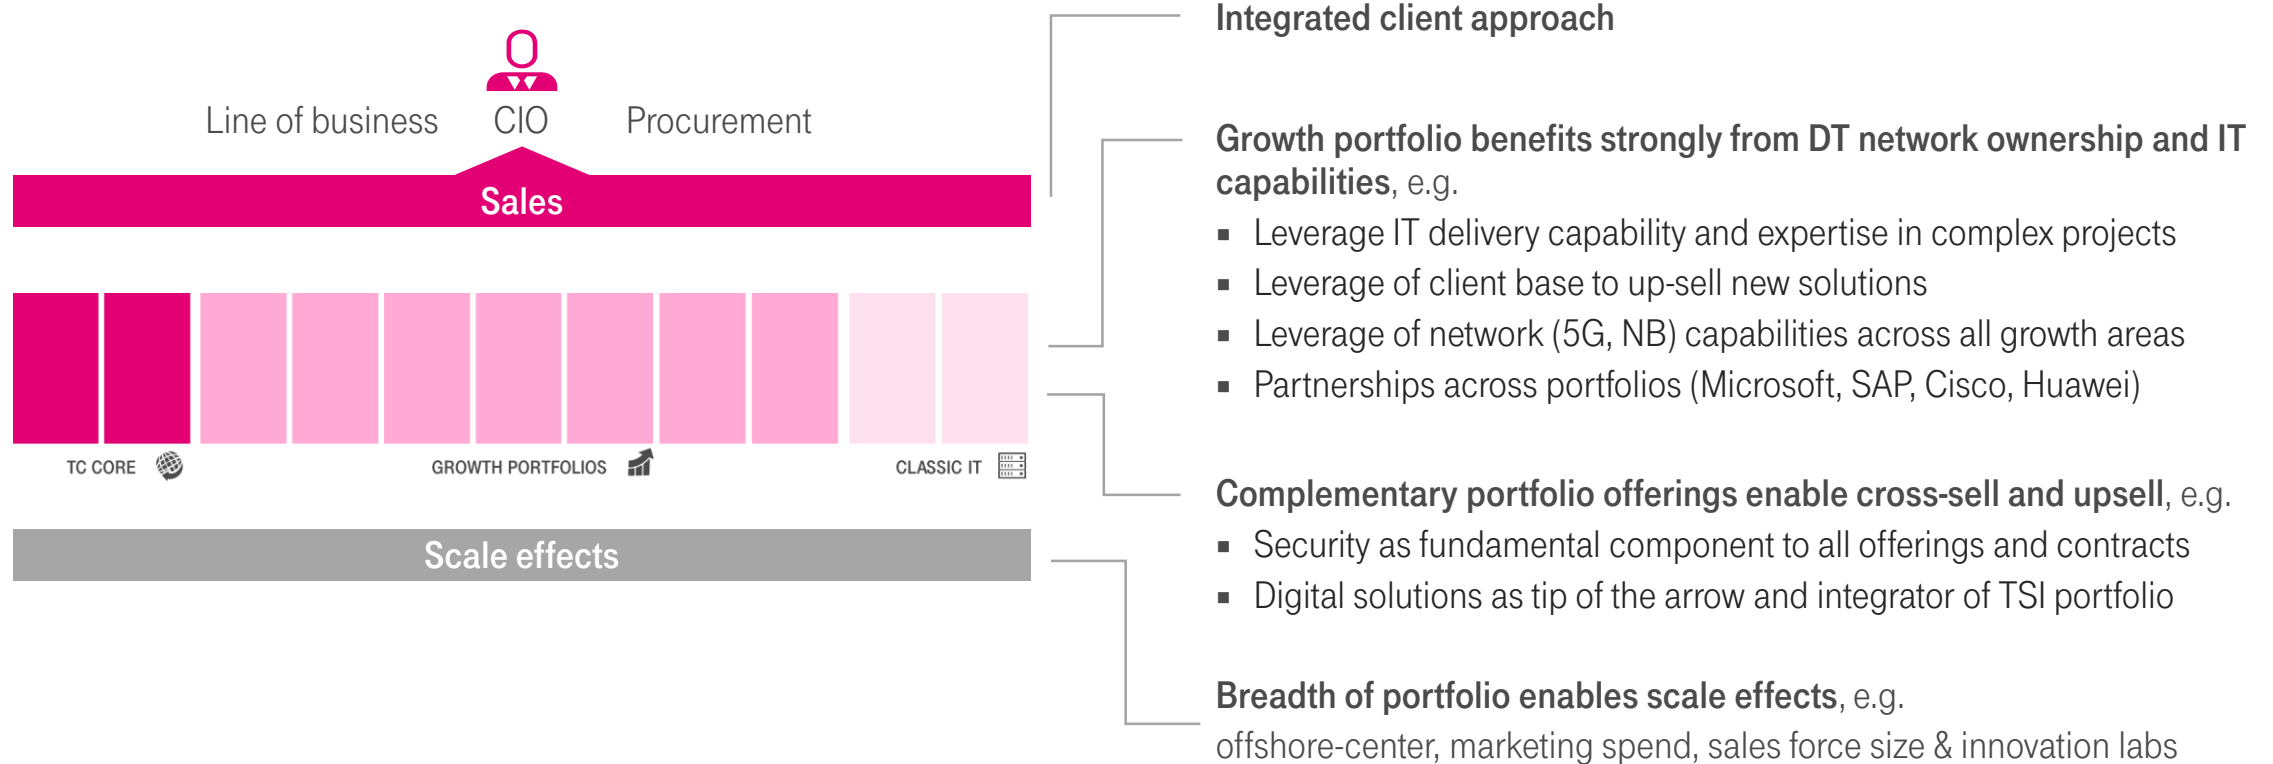 Line of business CIO Procurement
Sales
TC CORE GROWTH PORTFOLIOS CLASSIC IT
Scale effects
Integrated client approach
Growth portfolio benefits strongly from DT network ownership and IT
capabilities, e.g.
▪ Leverage IT delivery capability and expertise in complex projects
▪ Leverage of client base to up-sell new solutions
▪ Leverage of network (5G, NB) capabilities across all growth areas
▪ Partnerships across portfolios (Microsoft, SAP, Cisco, Huawei)
Complementary portfolio offerings enable cross-sell and upsell, e.g.
▪ Security as fundamental component to all offerings and contracts
▪ Digital solutions as tip of the arrow and integrator of TSI portfolio
Breadth of portfolio enables scale effects, e.g.
offshore-center, marketing spend, sales force size & innovation labs